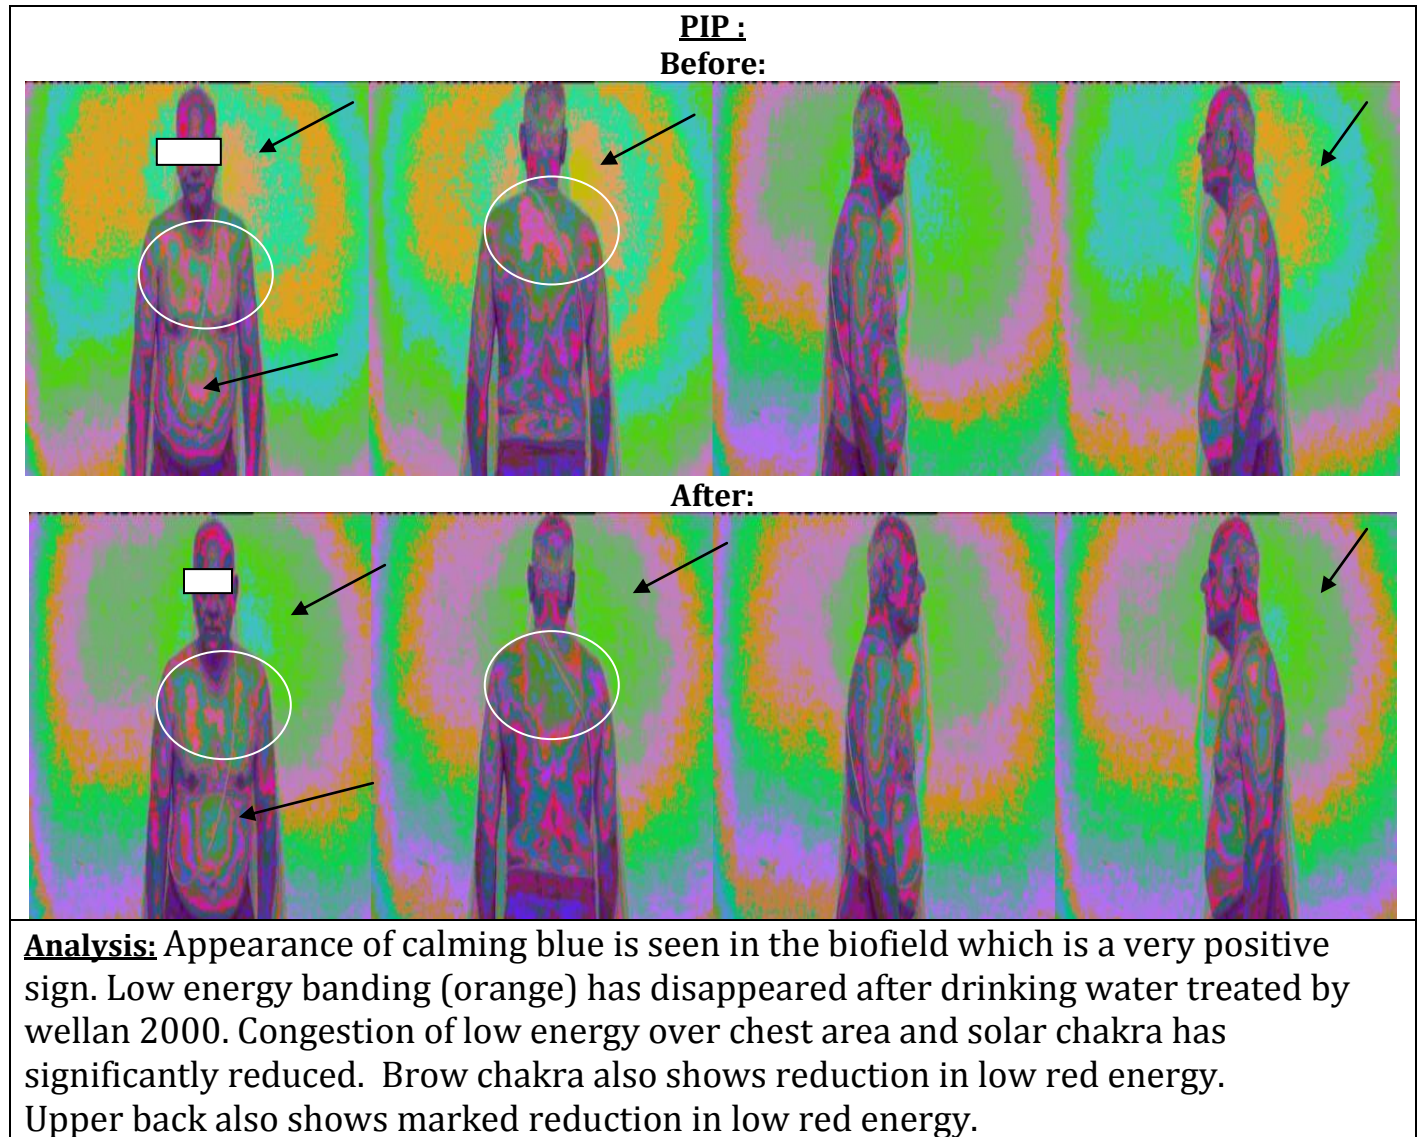 PIP :
Before:
After:
Analysis: Appearance of calming blue is seen in the biofield which is a very positive
sign. Low energy banding (orange) has disappeared after drinking water treated by
wellan 2000. Congestion of low energy over chest area and solar chakra has
significantly reduced.  Brow chakra also shows reduction in low red energy.
Upper back also shows marked reduction in low red energy.